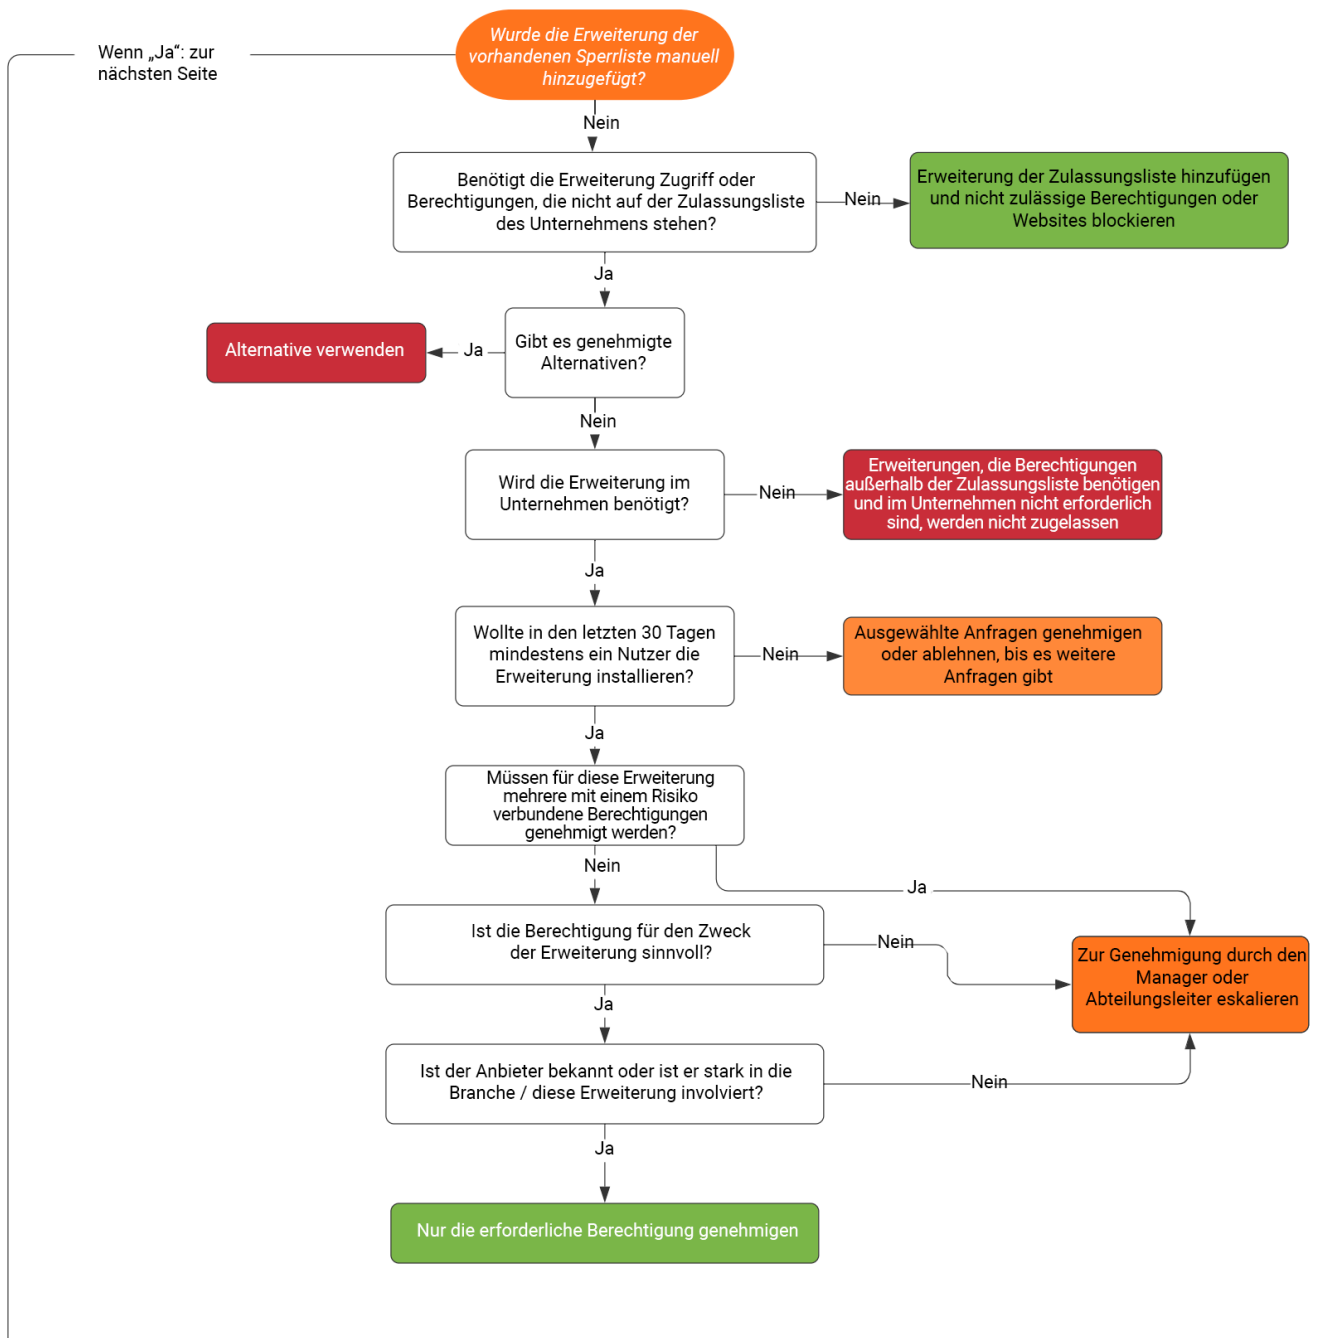 Wurde die Erweiterung der
vorhandenen Sperrliste manuell
hinzugefügt?
Wenn „Ja“: zur
nächsten Seite
Nein
Benötigt die Erweiterung Zugriff oder
Berechtigungen, die nicht auf der Zulassungsliste
des Unternehmens stehen?
Nein
Erweiterung der Zulassungsliste hinzufügen
und nicht zulässige Berechtigungen oder
Websites blockieren
Ja
Gibt es genehmigte
Alternativen?
Ja
Alternative verwenden
Nein
Wird die Erweiterung im
Unternehmen benötigt?
Nein
Erweiterungen, die Berechtigungen
außerhalb der Zulassungsliste benötigen
und im Unternehmen nicht erforderlich
sind, werden nicht zugelassen
Ja
Wollte in den letzten 30 Tagen
mindestens ein Nutzer die
Erweiterung installieren?
Nein
Ausgewählte Anfragen genehmigen
oder ablehnen, bis es weitere
Anfragen gibt
Ja
Müssen für diese Erweiterung
mehrere mit einem Risiko
verbundene Berechtigungen
genehmigt werden?
Nein
Ja
Ist die Berechtigung für den Zweck
der Erweiterung sinnvoll?
Nein
Zur Genehmigung durch den
Manager oder
Abteilungsleiter eskalieren
Ja
Ist der Anbieter bekannt oder ist er stark in die
Branche / diese Erweiterung involviert?
Nein
Ja
Nur die erforderliche Berechtigung genehmigen